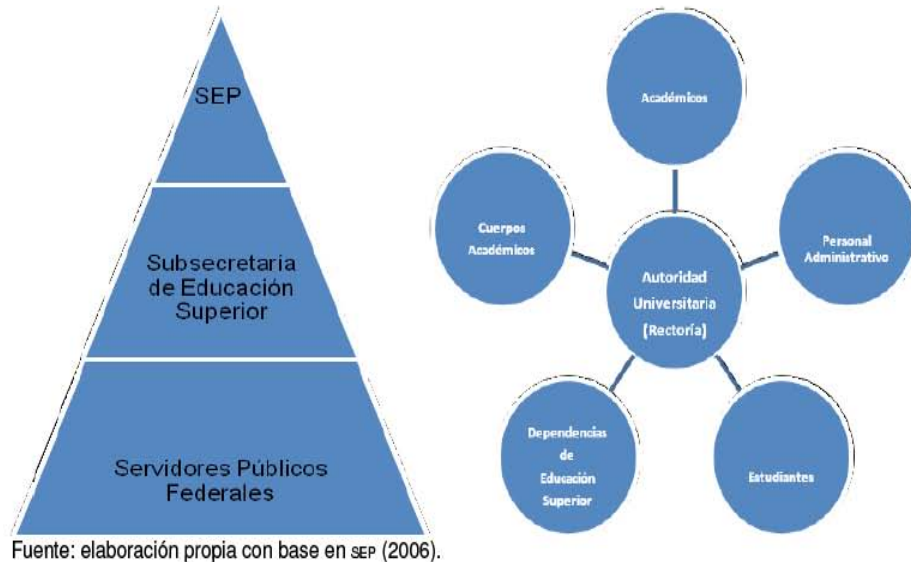 SEP
Subsecretaria
de Educación
Superior
Servidores Públicos
Federales
Académicos
Cuerpos
Académicos
Personal
Administrativo
Autoridad
Universitaria
(Rectoría)
Dependencias
de
Educación
Superior
Estudiantes
Fuente: elaboración propia con base en SEP (2006).